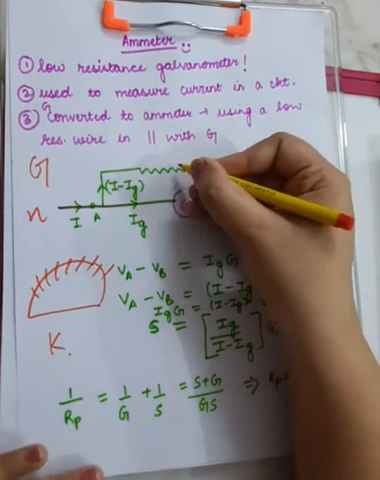 Ammeter
① low resistance galvanometer!
② used to measure current in a ckt.
③ G converted to ammeter → using a low
res. wire in || with G
G
(I-Ig)
n
I A Ig
VA - VB = Ig G
VA - VB = (I-Ig
Ig G = (I-Ig)
S = [Ig / I-Ig] G
K.
1/Rp = 1/G + 1/S = S+G/GS ⇒ Rp=